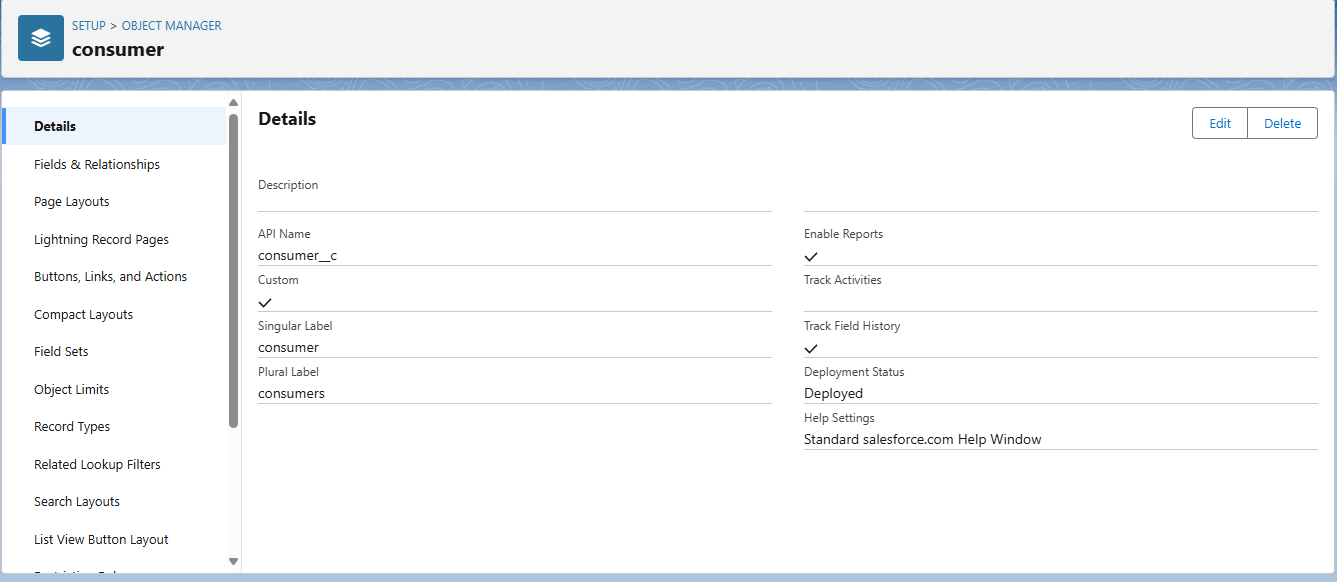 SETUP > OBJECT MANAGER
consumer
Details
Fields & Relationships
Page Layouts
Lightning Record Pages
Buttons, Links, and Actions
Compact Layouts
Field Sets
Object Limits
Record Types
Related Lookup Filters
Search Layouts
List View Button Layout
Details
Edit
Delete
Description
API Name
consumer__c
Custom
Singular Label
consumer
Plural Label
consumers
Enable Reports
Track Activities
Track Field History
Deployment Status
Deployed
Help Settings
Standard salesforce.com Help Window